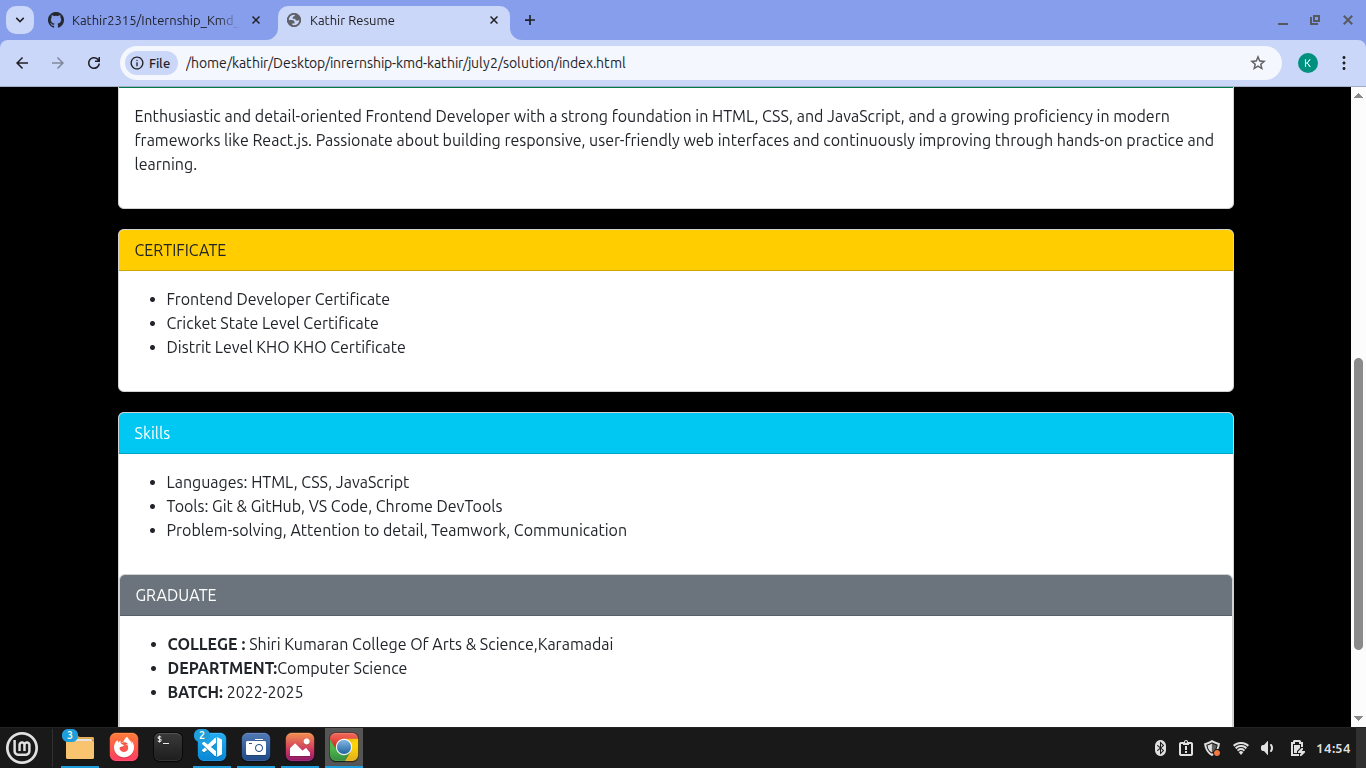 Kathir2315/Internship_Kmd_
Kathir Resume
File
/home/kathir/Desktop/inrernship-kmd-kathir/july2/solution/index.html
K
Enthusiastic and detail-oriented Frontend Developer with a strong foundation in HTML, CSS, and JavaScript, and a growing proficiency in modern
frameworks like React.js. Passionate about building responsive, user-friendly web interfaces and continuously improving through hands-on practice and
learning.
CERTIFICATE
• Frontend Developer Certificate
• Cricket State Level Certificate
• Distrit Level KHO KHO Certificate
Skills
• Languages: HTML, CSS, JavaScript
• Tools: Git & GitHub, VS Code, Chrome DevTools
• Problem-solving, Attention to detail, Teamwork, Communication
GRADUATE
• COLLEGE : Shiri Kumaran College Of Arts & Science,Karamadai
• DEPARTMENT:Computer Science
• BATCH: 2022-2025
3
$_
2
14:54